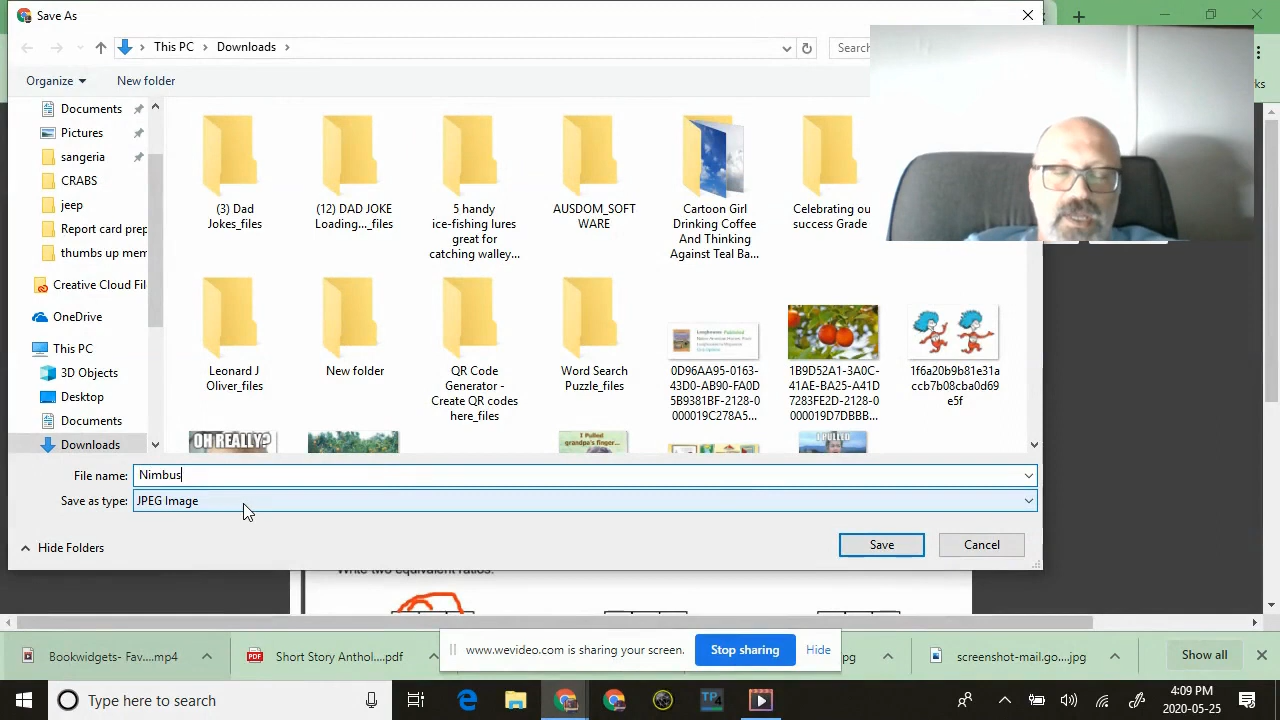 Save As
This PC > Downloads >
Search
Organize
New folder
Documents
Pictures
sangeria
CRABS
jeep
Report card prep
thumbs up mem
Creative Cloud Fil
OneDrive
This PC
3D Objects
Desktop
Documents
Downloads
(3) Dad
Jokes_files
(12) DAD JOKE
Loading..._files
5 handy
ice-fishing lures
great for
catching walley...
AUSDOM_SOFT
WARE
Cartoon Girl
Drinking Coffee
And Thinking
Against Teal Ba...
Celebrating ou
success Grade
Leonard J
Oliver_files
New folder
QR Code
Generator -
Create QR codes
here_files
Word Search
Puzzle_files
0D96AA95-0163-
43D0-AB90-FA0D
5B9381BF-2128-0
000019C278A5...
1B9D52A1-3A0C-
41AE-BA25-A41D
7283FE2D-2128-0
000019D7DBBB...
1f6a20b9b81e31a
ccb7b08cba0d69
e5f
OH REALLY?
I Pulled
grandpa's finger...
I PULLED
File name: Nimbus
Save as type: JPEG Image
Hide Folders
Save
Cancel
Write two equivalent ratios.
www.wevideo.com is sharing your screen.
Stop sharing
Hide
Bookwidgets- Fav....mp4
Short Story Anthol....pdf
pg
screenshot-mail.go...jpg
Show all
Type here to search
4:09 PM
2020-05-25